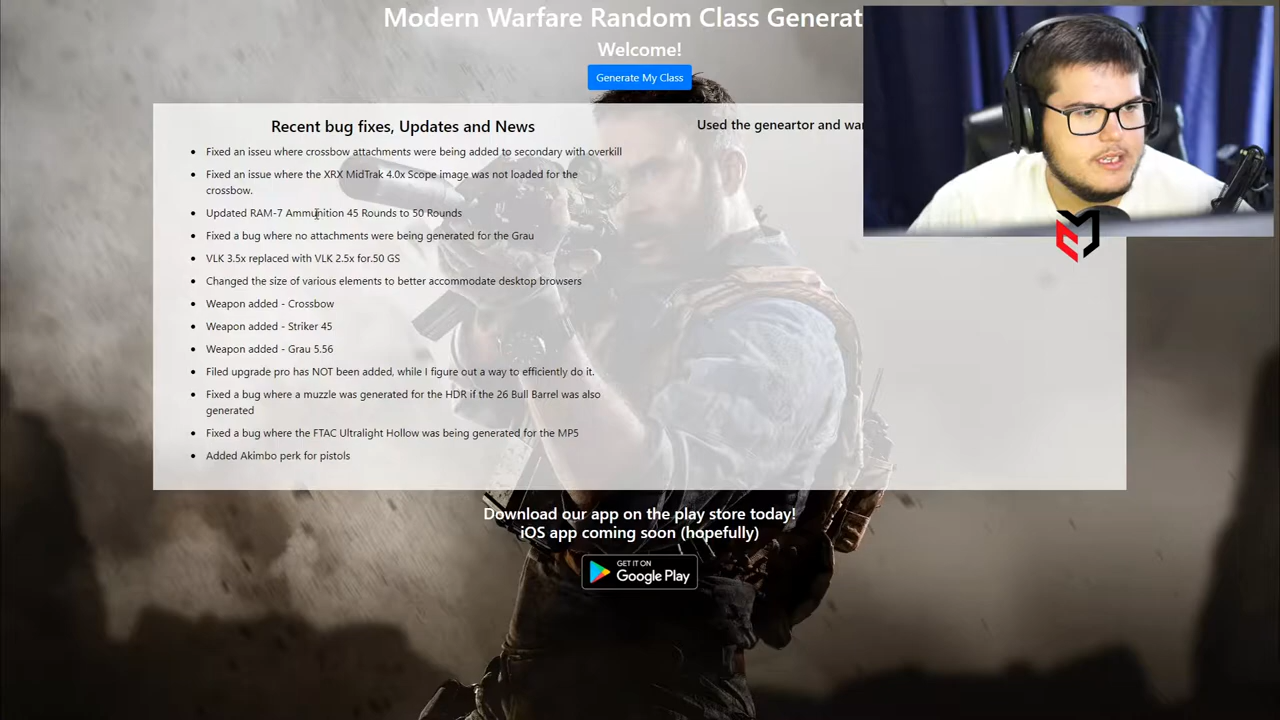 Modern Warfare Random Class Generat
Welcome!
Generate My Class
Recent bug fixes, Updates and News
Fixed an isseu where crossbow attachments were being added to secondary with overkill
Fixed an issue where the XRX MidTrak 4.0x Scope image was not loaded for the
crossbow.
Updated RAM-7 Ammunition 45 Rounds to 50 Rounds
Fixed a bug where no attachments were being generated for the Grau
VLK 3.5x replaced with VLK 2.5x for.50 GS
Changed the size of various elements to better accommodate desktop browsers
Weapon added - Crossbow
Weapon added - Striker 45
Weapon added - Grau 5.56
Filed upgrade pro has NOT been added, while I figure out a way to efficiently do it.
Fixed a bug where a muzzle was generated for the HDR if the 26 Bull Barrel was also
generated
Fixed a bug where the FTAC Ultralight Hollow was being generated for the MP5
Added Akimbo perk for pistols
Used the geneartor and wan
Download our app on the play store today!
iOS app coming soon (hopefully)
GET IT ON
Google Play